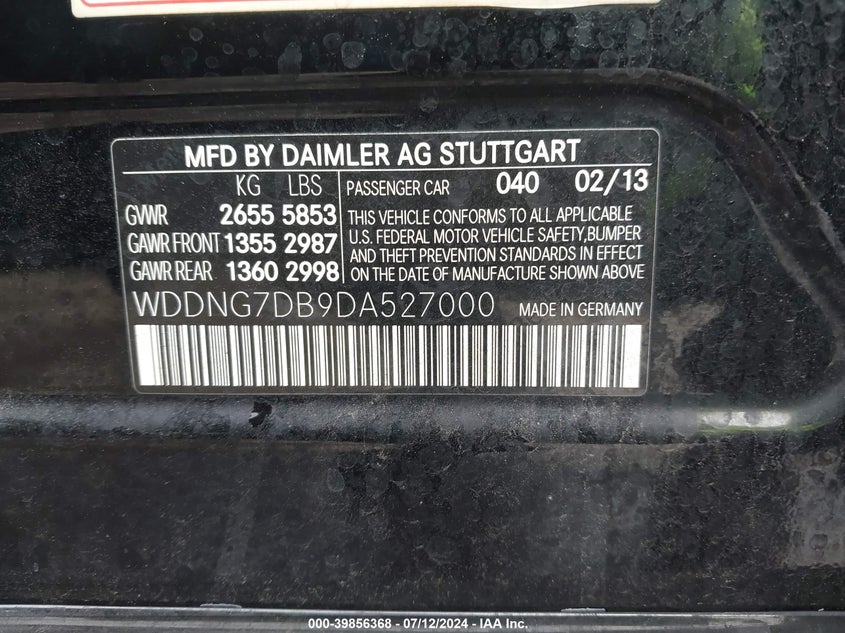 MFD BY DAIMLER AG STUTTGART
KG LBS
GVWR 2655 5853
GAWR FRONT 1355 2987
GAWR REAR 1360 2998
PASSENGER CAR 040 02/13
THIS VEHICLE CONFORMS TO ALL APPLICABLE
U.S. FEDERAL MOTOR VEHICLE SAFETY,BUMPER
AND THEFT PREVENTION STANDARDS IN EFFECT
ON THE DATE OF MANUFACTURE SHOWN ABOVE
WDDNG7DB9DA527000 MADE IN GERMANY
000-39856368 - 07/12/2024 - IAA Inc.